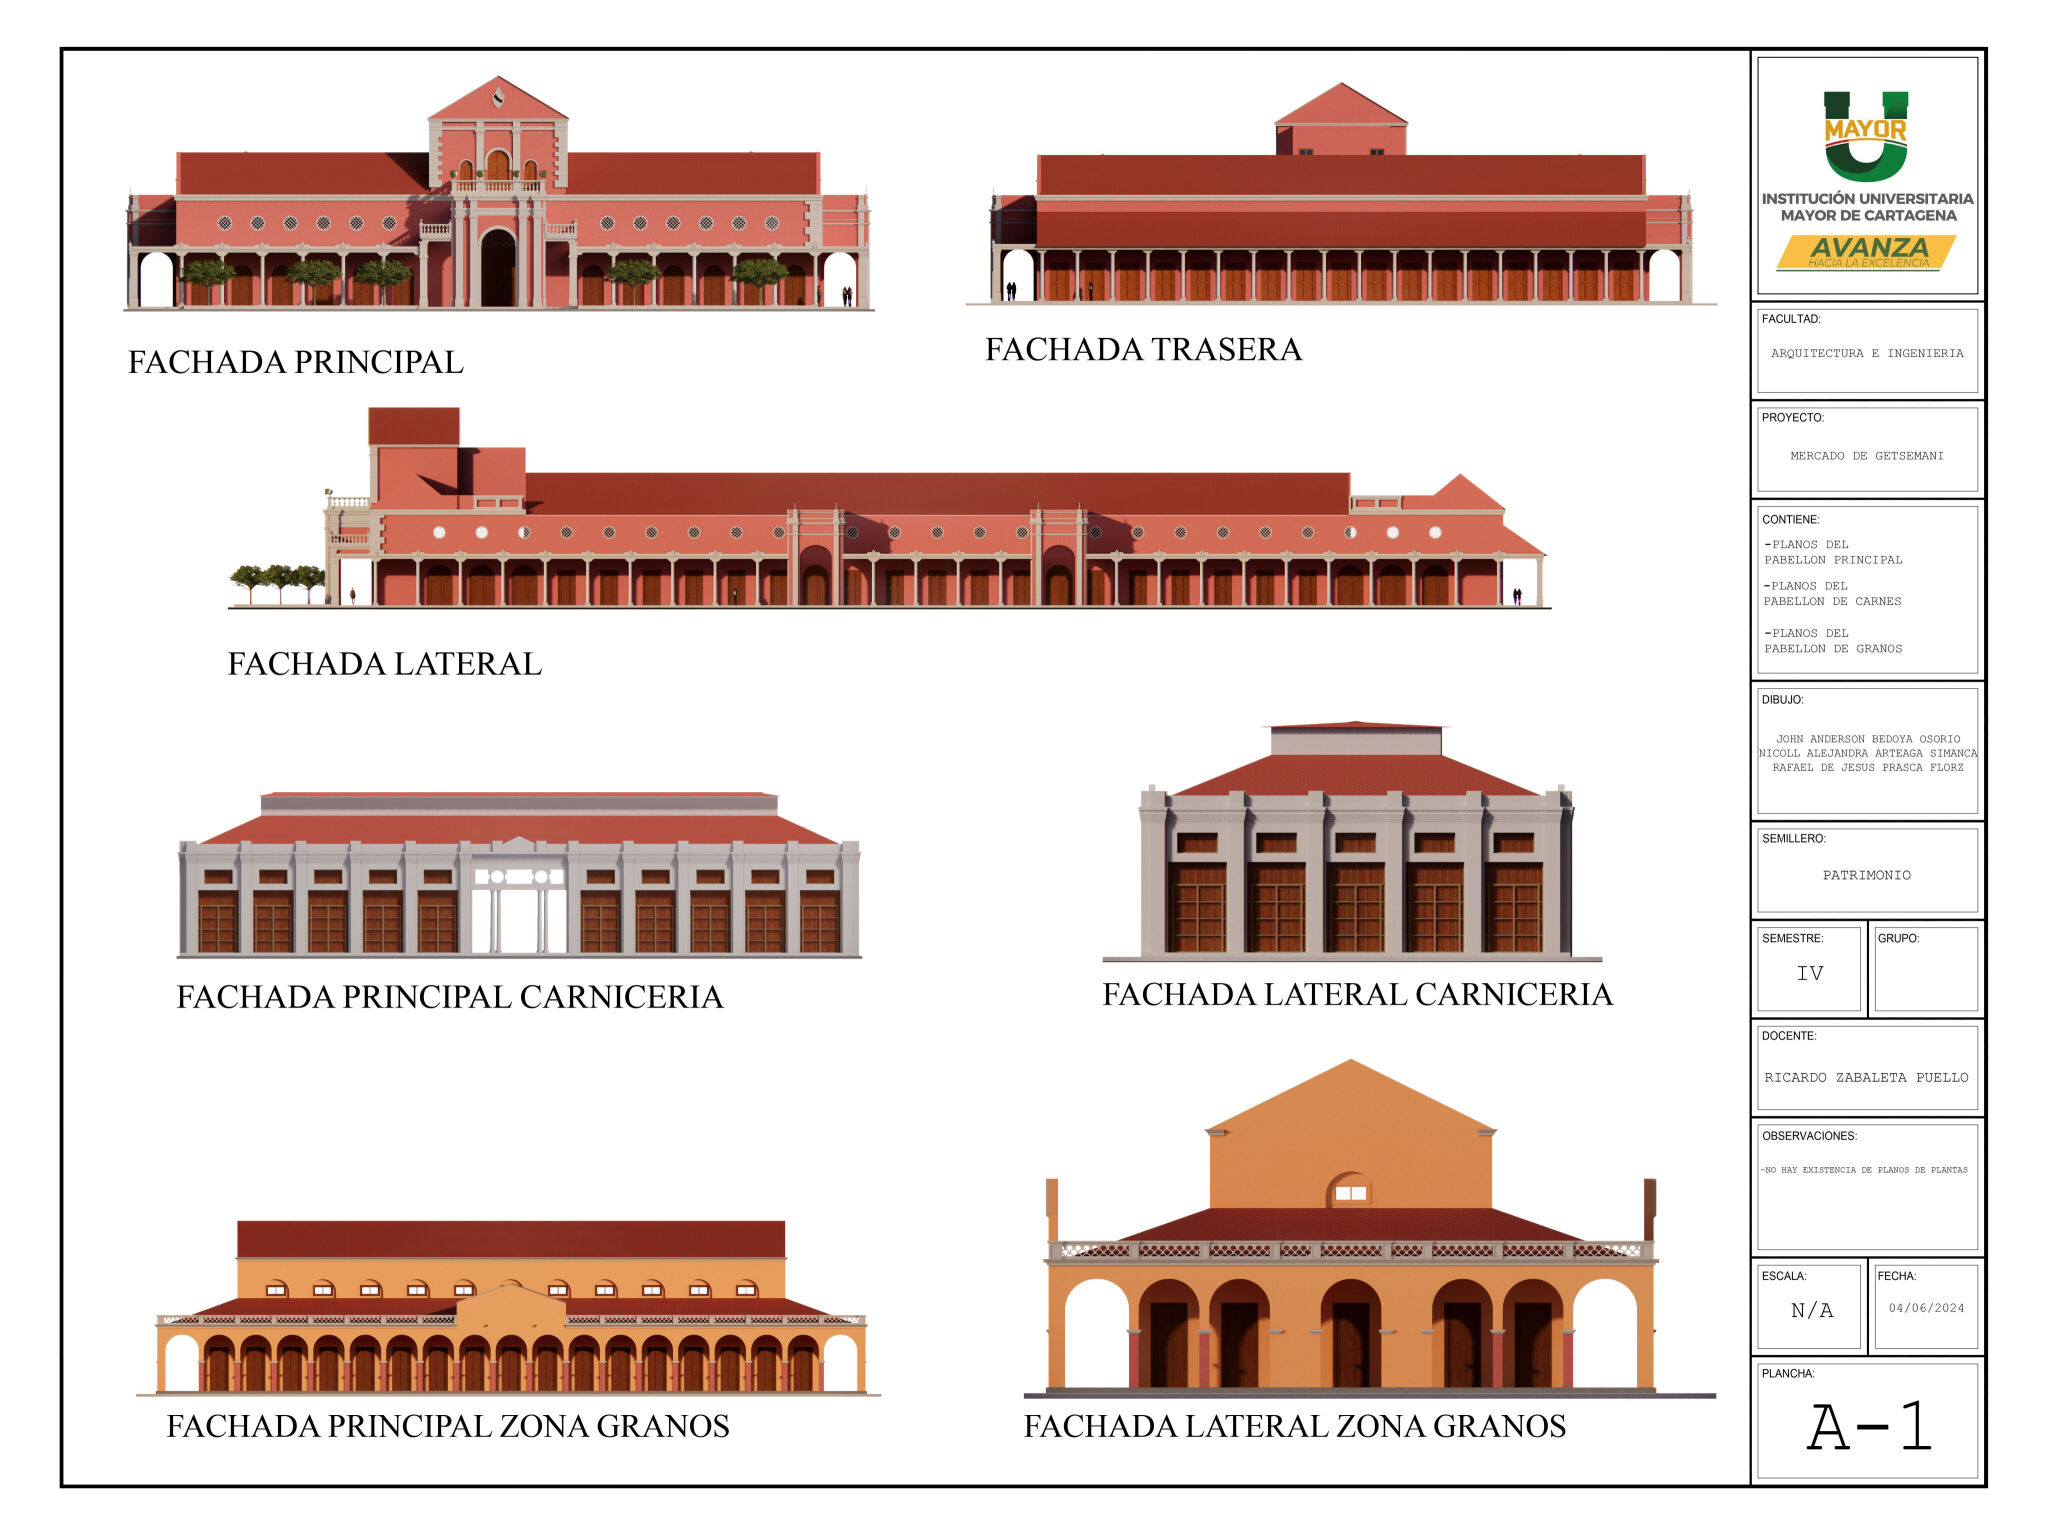 FACHADA PRINCIPAL
FACHADA TRASERA
FACHADA LATERAL
FACHADA PRINCIPAL CARNICERIA
FACHADA LATERAL CARNICERIA
FACHADA PRINCIPAL ZONA GRANOS
FACHADA LATERAL ZONA GRANOS
U
MAYOR
INSTITUCIÓN UNIVERSITARIA
MAYOR DE CARTAGENA
AVANZA
HACIA LA EXCELENCIA
FACULTAD:
ARQUITECTURA E INGENIERIA
PROYECTO:
MERCADO DE GETSEMANI
CONTIENE:
-PLANOS DEL
PABELLON PRINCIPAL
-PLANOS DEL
PABELLON DE CARNES
-PLANOS DEL
PABELLON DE GRANOS
DIBUJO:
JOHN ANDERSON BEDOYA OSORIO
NICOLL ALEJANDRA ARTEAGA SIMANCA
RAFAEL DE JESUS PRASCA FLORZ
SEMILLERO:
PATRIMONIO
SEMESTRE:
IV
GRUPO:
DOCENTE:
RICARDO ZABALETA PUELLO
OBSERVACIONES:
-NO HAY EXISTENCIA DE PLANOS DE PLANTAS
ESCALA:
N/A
FECHA:
04/06/2024
PLANCHA:
A-1